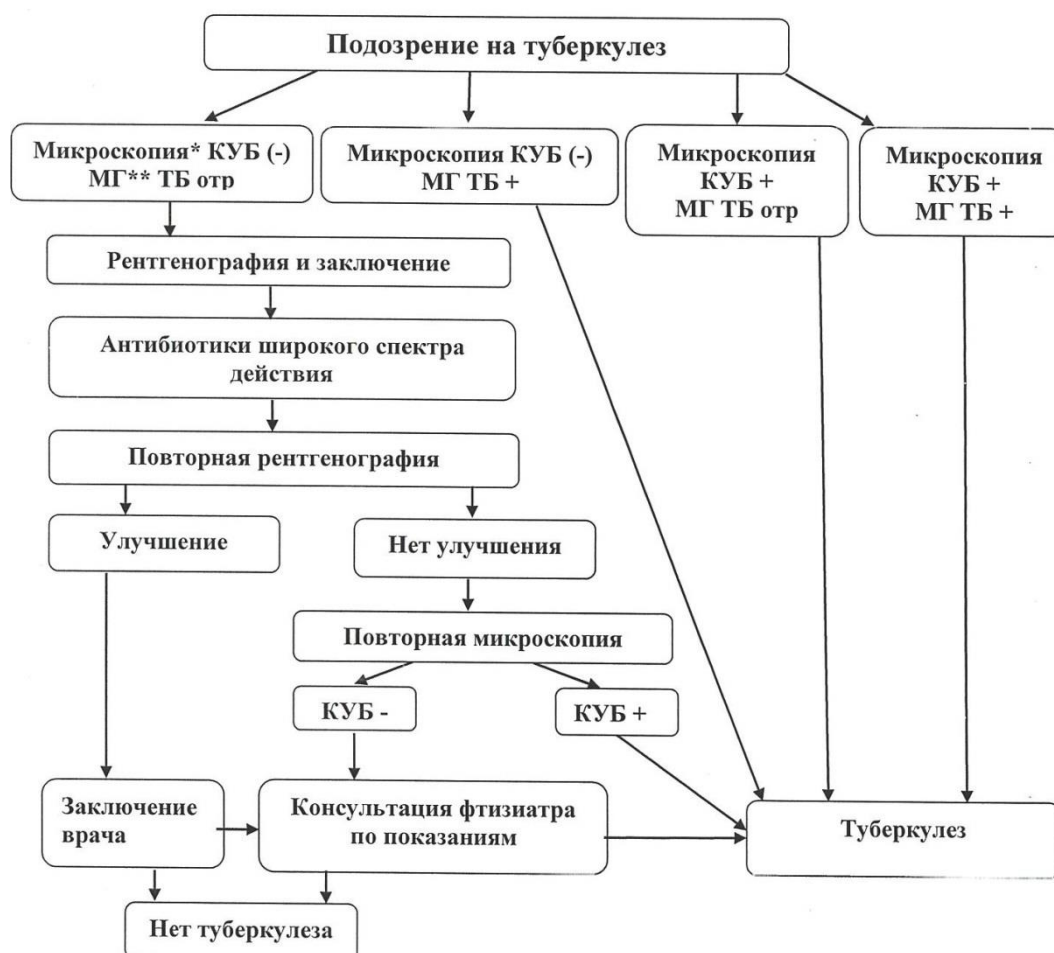 Подозрение на туберкулез
Микроскопия* КУБ (-)
МГ** ТБ отр
Микроскопия КУБ (-)
МГ ТБ +
Микроскопия
КУБ +
МГ ТБ отр
Микроскопия
КУБ +
МГ ТБ +
Рентгенография и заключение
Антибиотики широкого спектра
действия
Повторная рентгенография
Улучшение
Нет улучшения
Повторная микроскопия
КУБ -
КУБ +
Заключение
врача
Консультация фтизиатра
по показаниям
Туберкулез
Нет туберкулеза